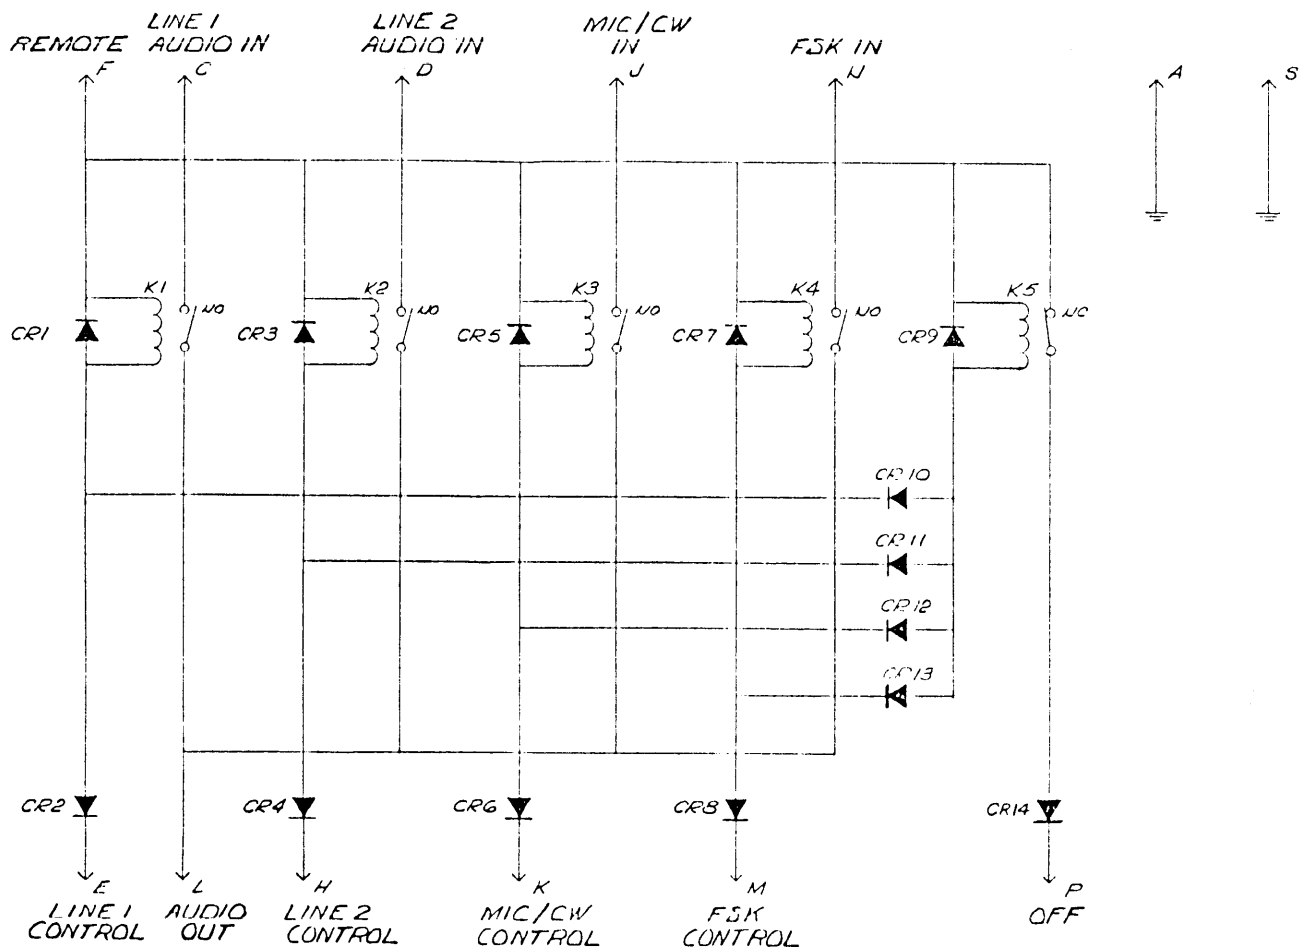 REMOTE
F
LINE 1
AUDIO IN
C
LINE 2
AUDIO IN
D
MIC/CW
IN
J
FSK IN
N
A
S
K1
NO
CR1
K2
NO
CR3
K3
NO
CR5
K4
NO
CR7
K5
NC
CR9
CR10
CR11
CR12
CR13
CR2
CR4
CR6
CR8
CR14
E
LINE 1
CONTROL
L
AUDIO
OUT
H
LINE 2
CONTROL
K
MIC/CW
CONTROL
M
FSK
CONTROL
P
OFF